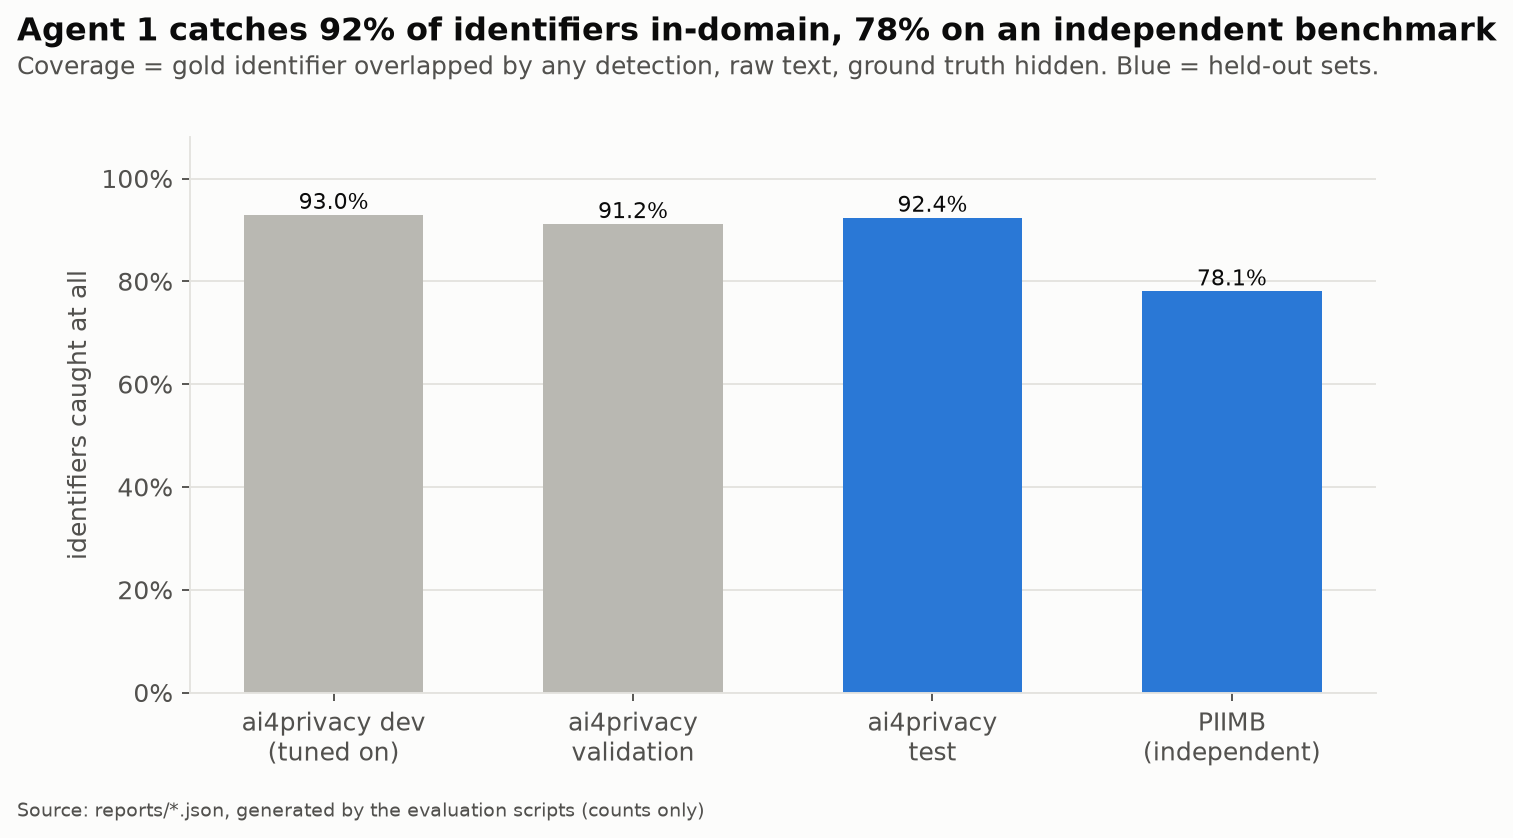 Agent 1 catches 92% of identifiers in-domain, 78% on an independent benchmark
Coverage = gold identifier overlapped by any detection, raw text, ground truth hidden. Blue = held-out sets.
identifiers caught at all
100%
80%
60%
40%
20%
0%
93.0%
91.2%
92.4%
78.1%
ai4privacy dev
(tuned on)
ai4privacy
validation
ai4privacy
test
PIIMB
(independent)
Source: reports/*.json, generated by the evaluation scripts (counts only)